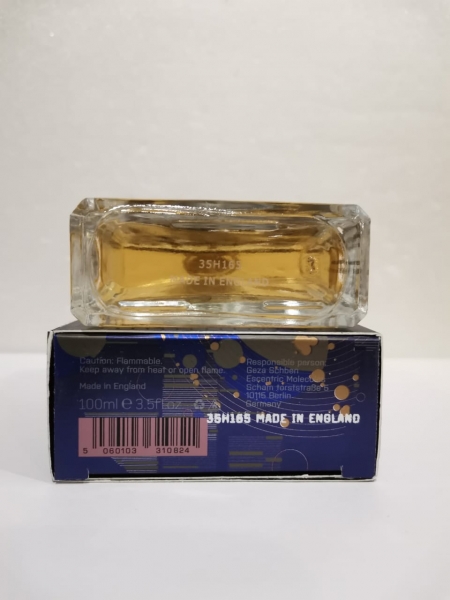 35H165
MADE IN ENGLAND
Caution: Flammable.
Keep away from heat or open flame.
Made in England
100ml e 3.5fl oz
Responsible person:
Geza Schoen
Escentric Molecules
Gchaim
10115 Berlin,
Germany
35H165 MADE IN ENGLAND
5 060103 310824